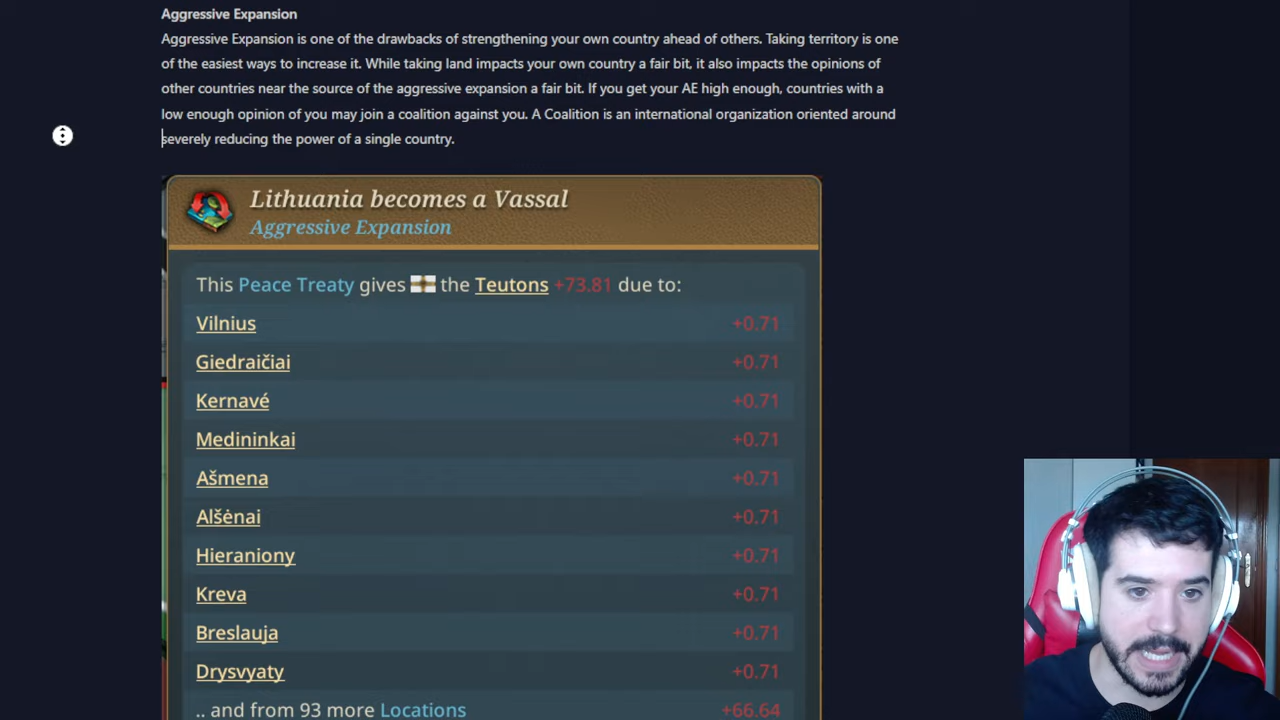 Aggressive Expansion
Aggressive Expansion is one of the drawbacks of strengthening your own country ahead of others. Taking territory is one
of the easiest ways to increase it. While taking land impacts your own country a fair bit, it also impacts the opinions of
other countries near the source of the aggressive expansion a fair bit. If you get your AE high enough, countries with a
low enough opinion of you may join a coalition against you. A Coalition is an international organization oriented around
severely reducing the power of a single country.
Lithuania becomes a Vassal
Aggressive Expansion
This Peace Treaty gives the Teutons +73.81 due to:
Vilnius +0.71
Giedraičiai +0.71
Kernavé +0.71
Medininkai +0.71
Ašmena +0.71
Alšėnai +0.71
Hieraniony +0.71
Kreva +0.71
Breslauja +0.71
Drysvyaty +0.71
.. and from 93 more Locations +66.64